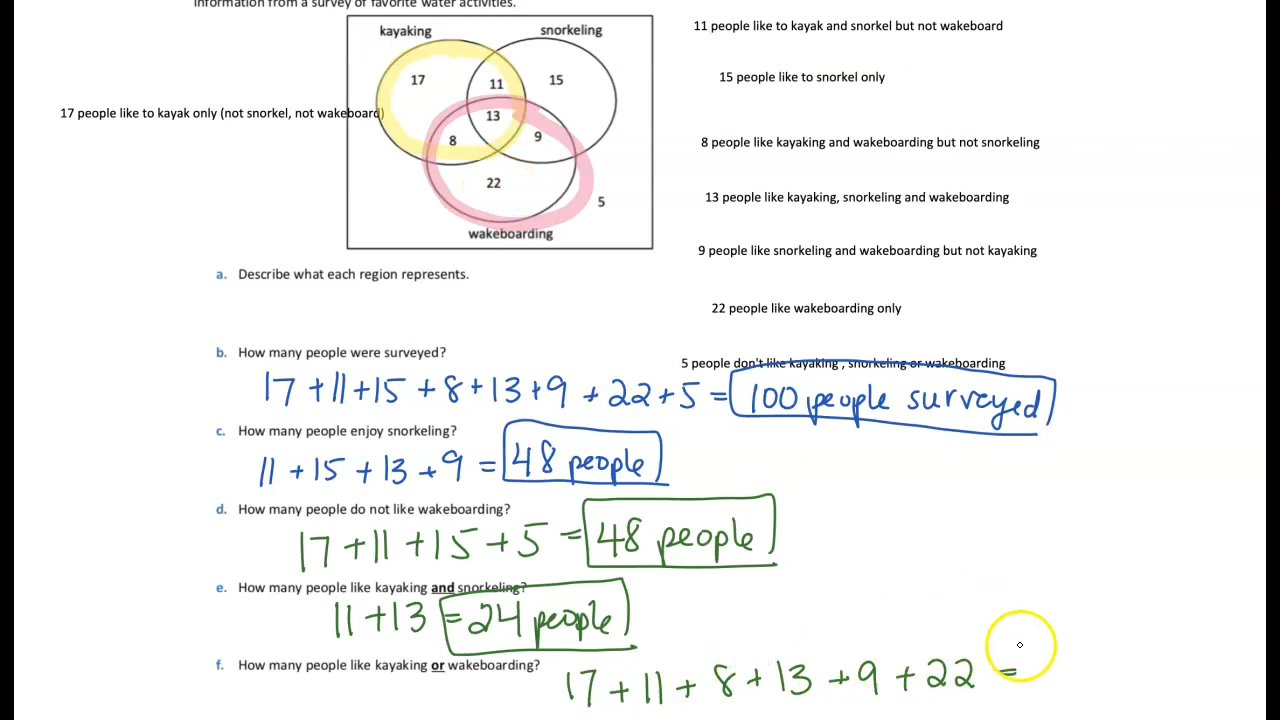 information from a survey of favorite water activities.
kayaking snorkeling
17 11 15
13
8 9
22
5
wakeboarding
17 people like to kayak only (not snorkel, not wakeboard)
11 people like to kayak and snorkel but not wakeboard
15 people like to snorkel only
8 people like kayaking and wakeboarding but not snorkeling
13 people like kayaking, snorkeling and wakeboarding
9 people like snorkeling and wakeboarding but not kayaking
22 people like wakeboarding only
5 people don't like kayaking , snorkeling or wakeboarding
a. Describe what each region represents.
b. How many people were surveyed?
17 + 11 + 15 + 8 + 13 + 9 + 22 + 5 = 100 people surveyed
c. How many people enjoy snorkeling?
11 + 15 + 13 + 9 = 48 people
d. How many people do not like wakeboarding?
17 + 11 + 15 + 5 = 48 people
e. How many people like kayaking and snorkeling?
11 + 13 = 24 people
f. How many people like kayaking or wakeboarding?
17 + 11 + 8 + 13 + 9 + 22 =